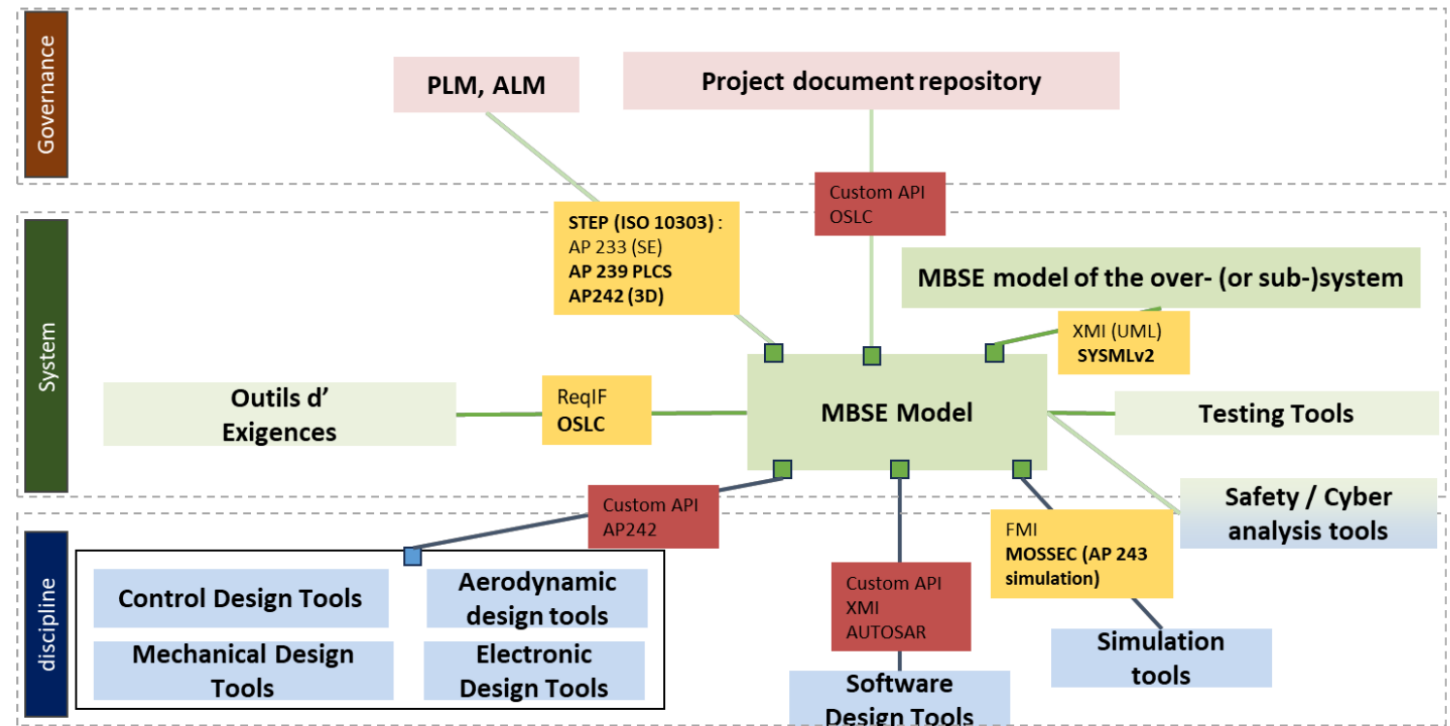 Governance
PLM, ALM
Project document repository
Custom API
OSLC
STEP (ISO 10303) :
AP 233 (SE)
AP 239 PLCS
AP242 (3D)
System
MBSE model of the over- (or sub-)system
XMI (UML)
SYSMLv2
Outils d’
Exigences
ReqIF
OSLC
MBSE Model
Testing Tools
Safety / Cyber
analysis tools
Custom API
AP242
FMI
MOSSEC (AP 243
simulation)
discipline
Control Design Tools
Aerodynamic
design tools
Mechanical Design
Tools
Electronic
Design Tools
Custom API
XMI
AUTOSAR
Software
Design Tools
Simulation
tools